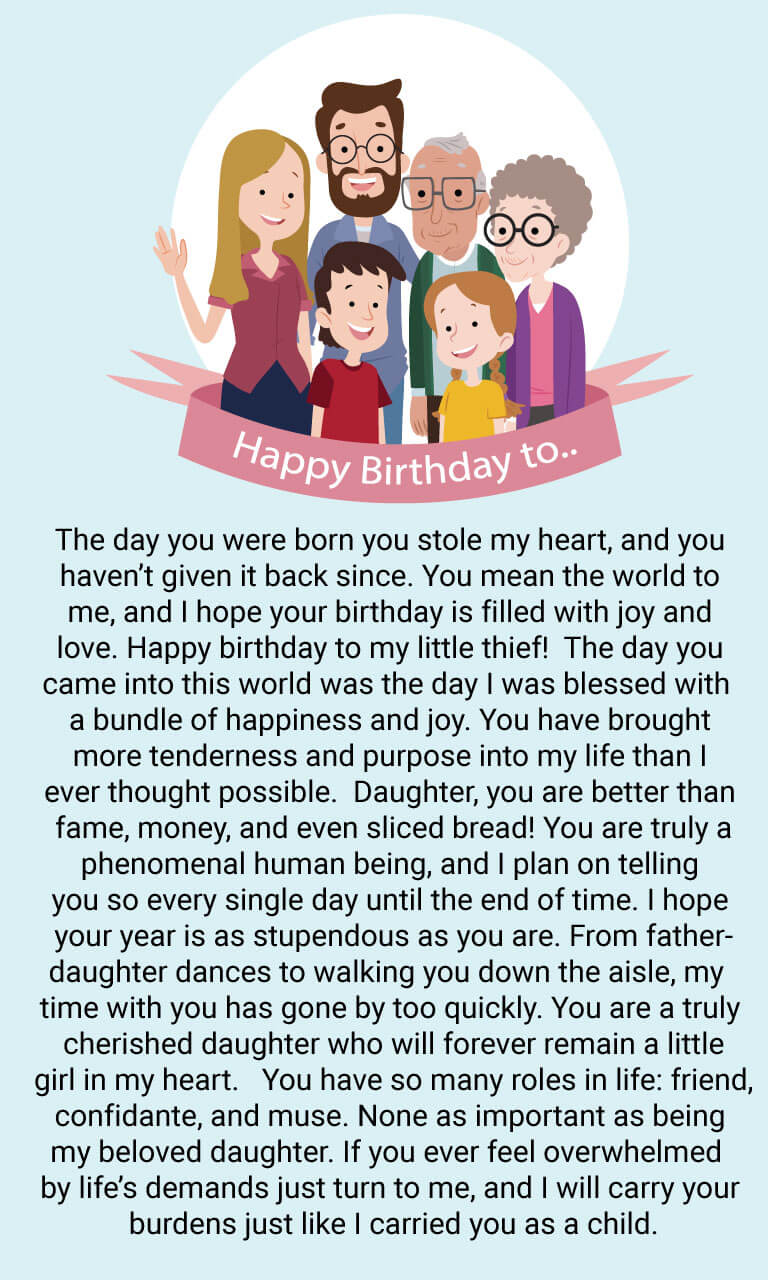 Happy Birthday to..
The day you were born you stole my heart, and you
haven’t given it back since. You mean the world to
me, and I hope your birthday is filled with joy and
love. Happy birthday to my little thief!  The day you
came into this world was the day I was blessed with
a bundle of happiness and joy. You have brought
more tenderness and purpose into my life than I
ever thought possible.  Daughter, you are better than
fame, money, and even sliced bread! You are truly a
phenomenal human being, and I plan on telling
you so every single day until the end of time. I hope
your year is as stupendous as you are. From father-
daughter dances to walking you down the aisle, my
time with you has gone by too quickly. You are a truly
cherished daughter who will forever remain a little
girl in my heart.   You have so many roles in life: friend,
confidante, and muse. None as important as being
my beloved daughter. If you ever feel overwhelmed
by life’s demands just turn to me, and I will carry your
burdens just like I carried you as a child.